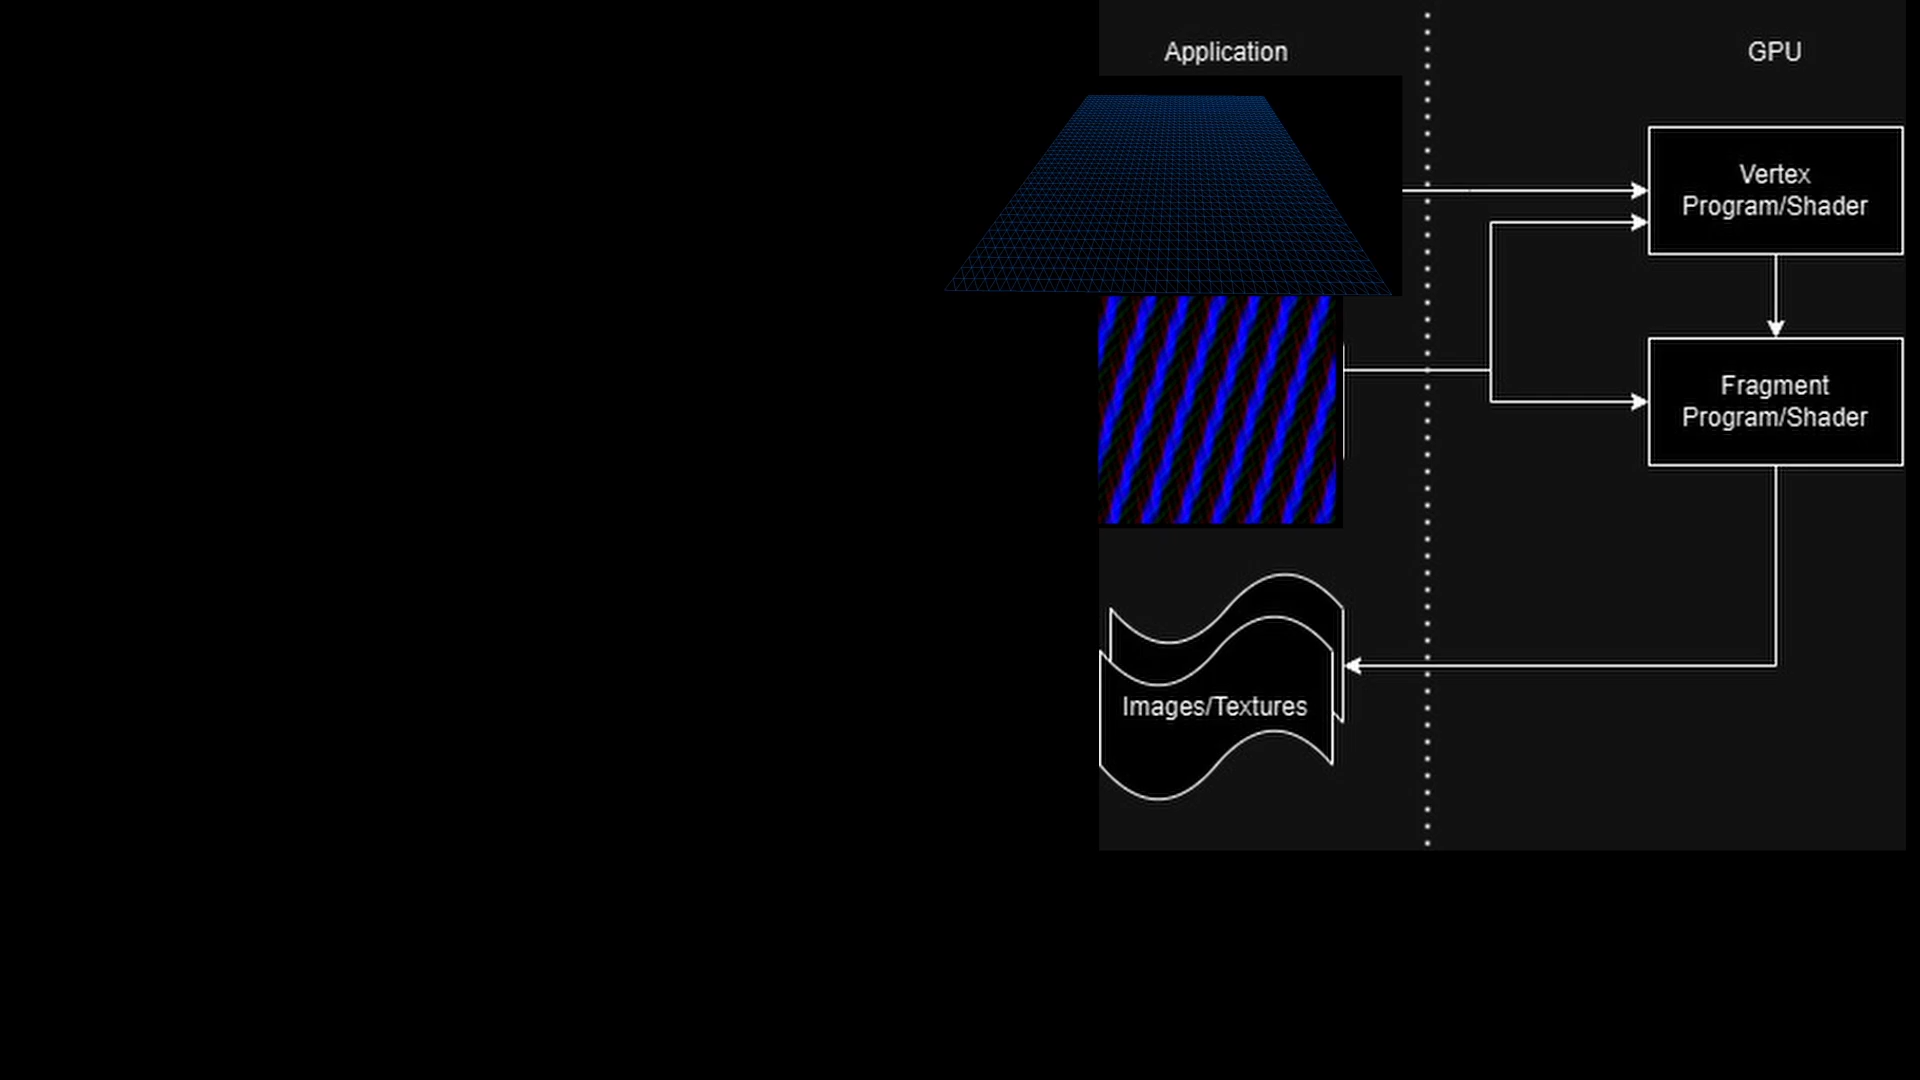 Application
GPU
Vertex
Program/Shader
Fragment
Program/Shader
Images/Textures